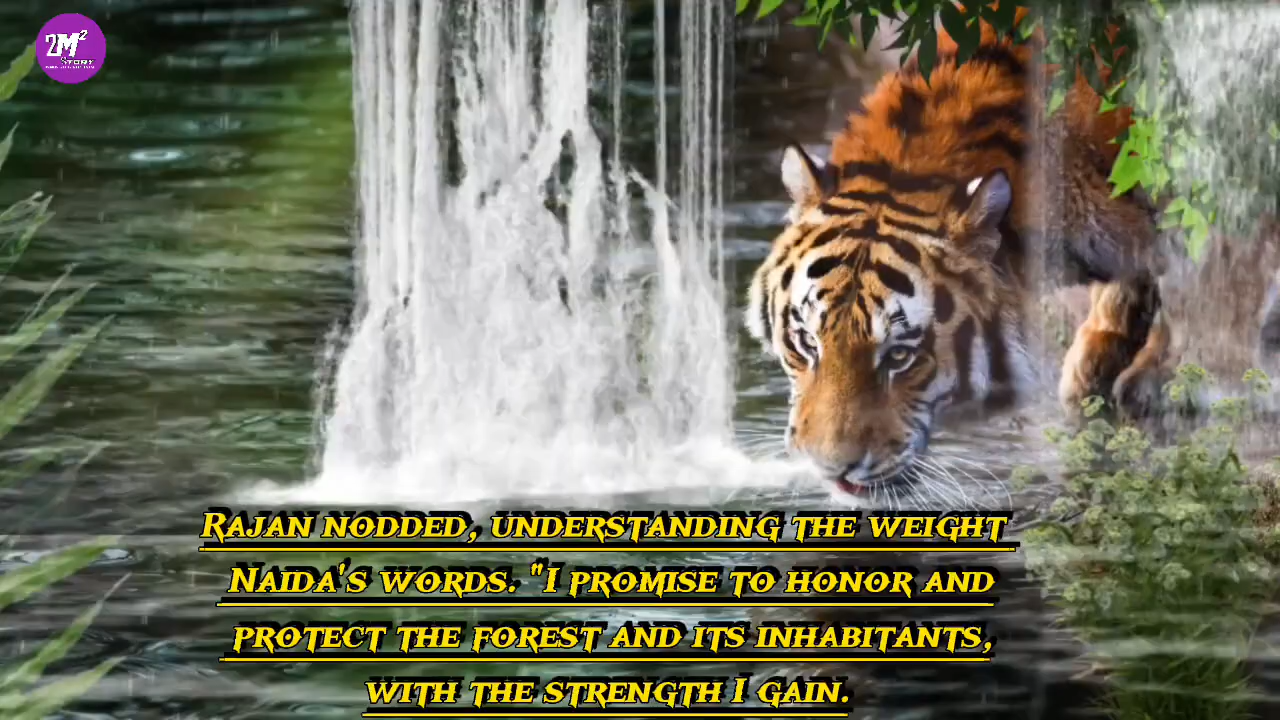 2M²
Story
Rajan nodded, understanding the weight
Naida's words. "I promise to honor and
protect the forest and its inhabitants,
with the strength I gain.